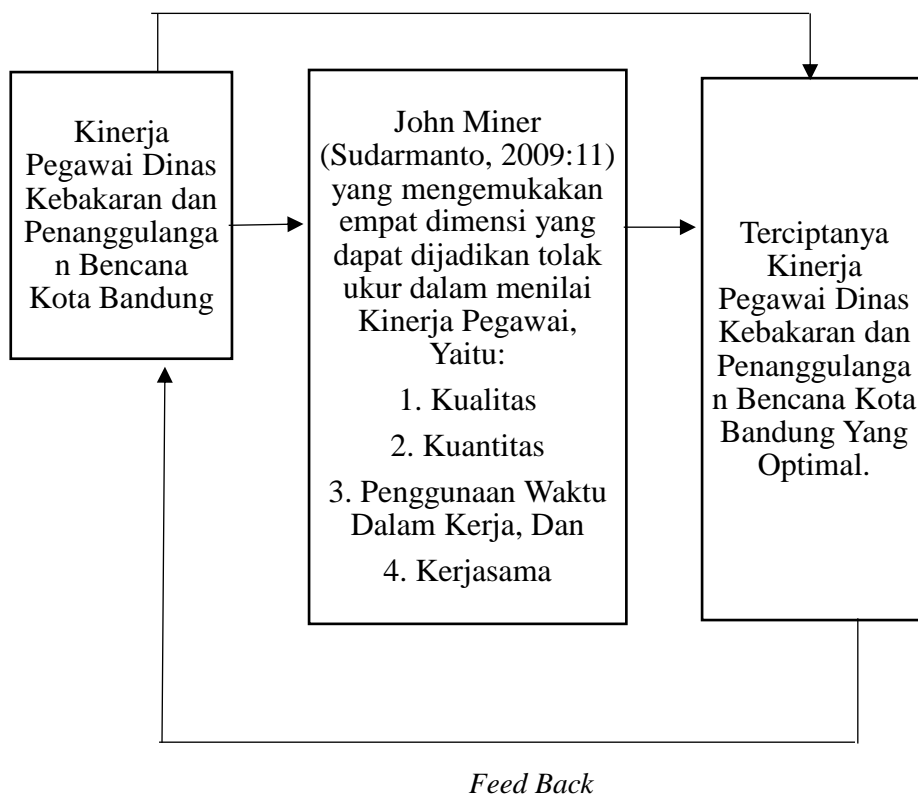 Kinerja
Pegawai Dinas
Kebakaran dan
Penanggulanga
n Bencana
Kota Bandung
John Miner
(Sudarmanto, 2009:11)
yang mengemukakan
empat dimensi yang
dapat dijadikan tolak
ukur dalam menilai
Kinerja Pegawai,
Yaitu:
1. Kualitas
2. Kuantitas
3. Penggunaan Waktu
Dalam Kerja, Dan
4. Kerjasama
Terciptanya
Kinerja
Pegawai Dinas
Kebakaran dan
Penanggulanga
n Bencana Kota
Bandung Yang
Optimal.
Feed Back